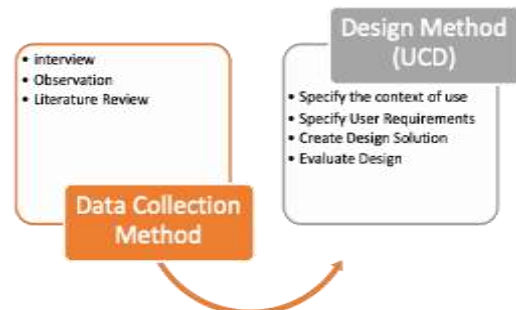 • interview
• Observation
• Literature Review
Data Collection
Method
Design Method
(UCD)
• Specify the context of use
• Specify User Requirements
• Create Design Solution
• Evaluate Design